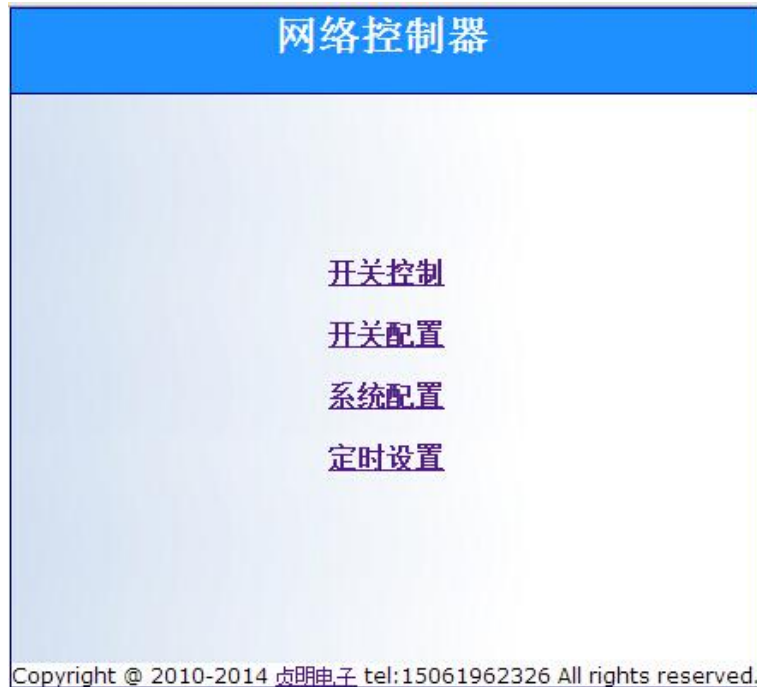 网络控制器
开关控制
开关配置
系统配置
定时设置
Copyright @ 2010-2014 贞明电子 tel:15061962326 All rights reserved.